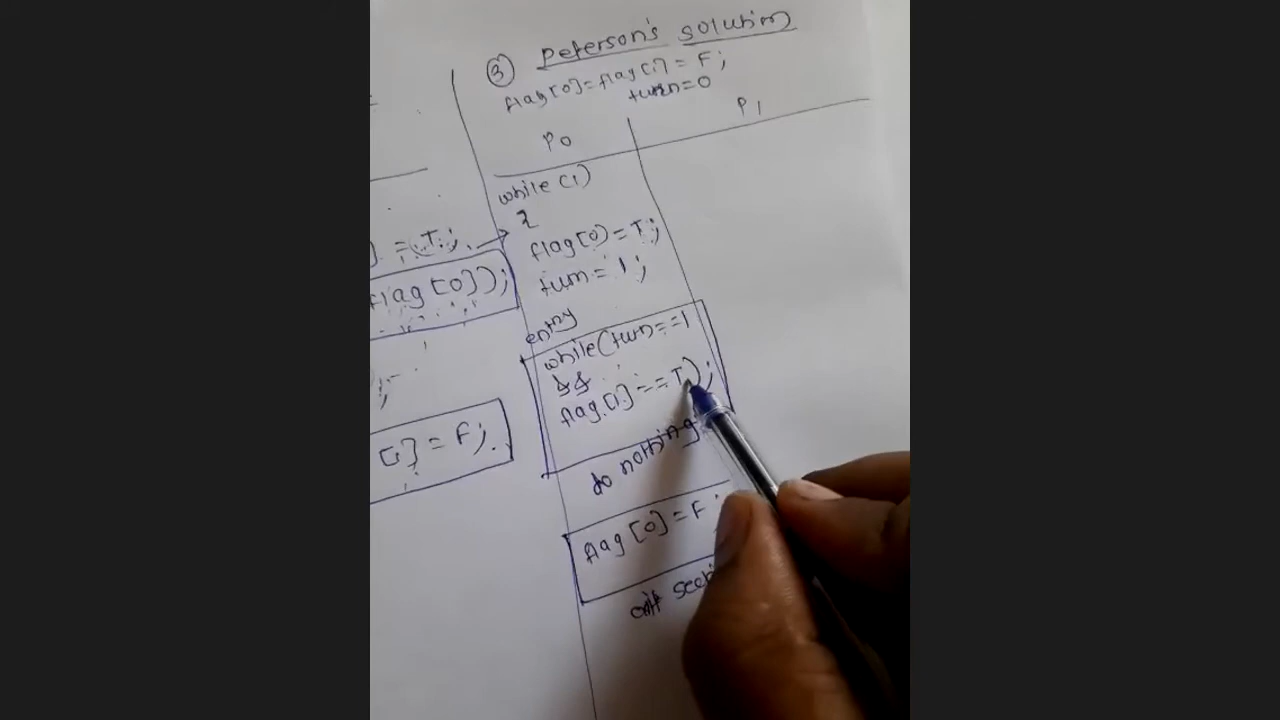 ] = T;
flag[0]);
[1] = F;
③ Peterson's solution
flag[0] = flag[1] = F;
turn = 0
P0
P1
while (1)
{
flag[0] = T;
turn = 1;
entry
while(turn==1
&&
flag[1]==T);
do nothing
flag[0] = F;